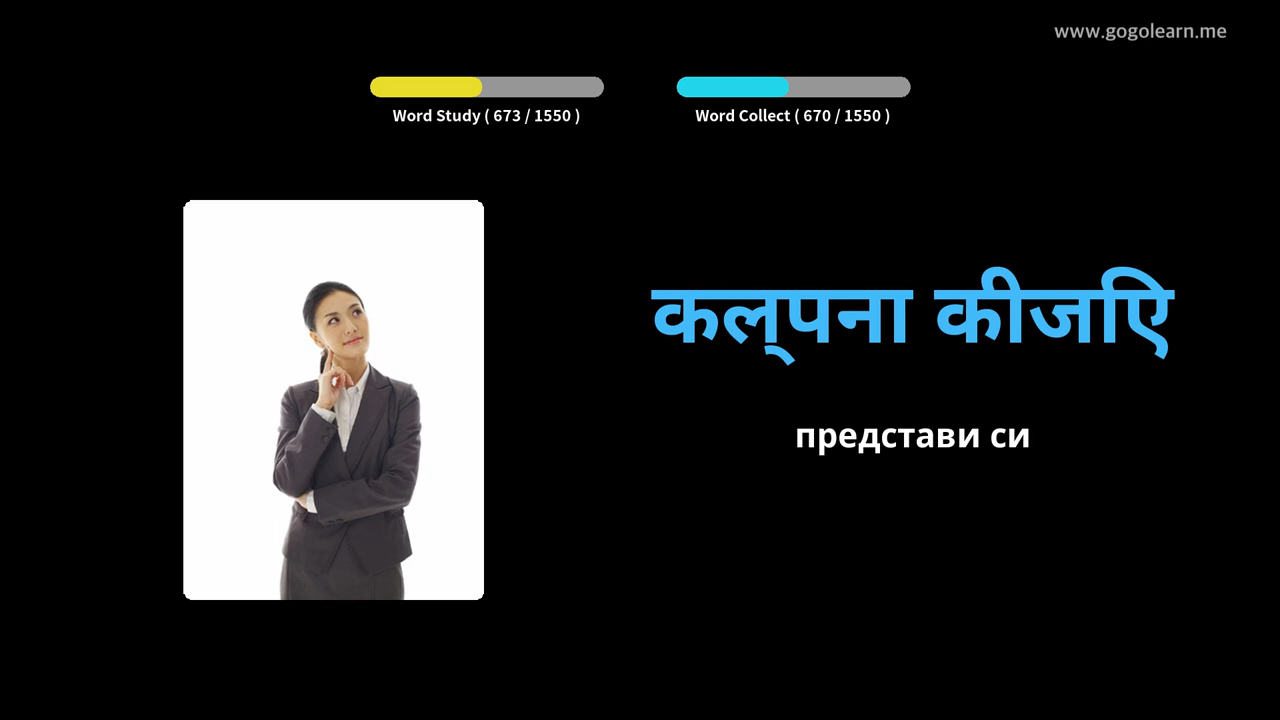 www.gogolearn.me
Word Study ( 673 / 1550 )
Word Collect ( 670 / 1550 )
कल्पना कीजिए
представи си